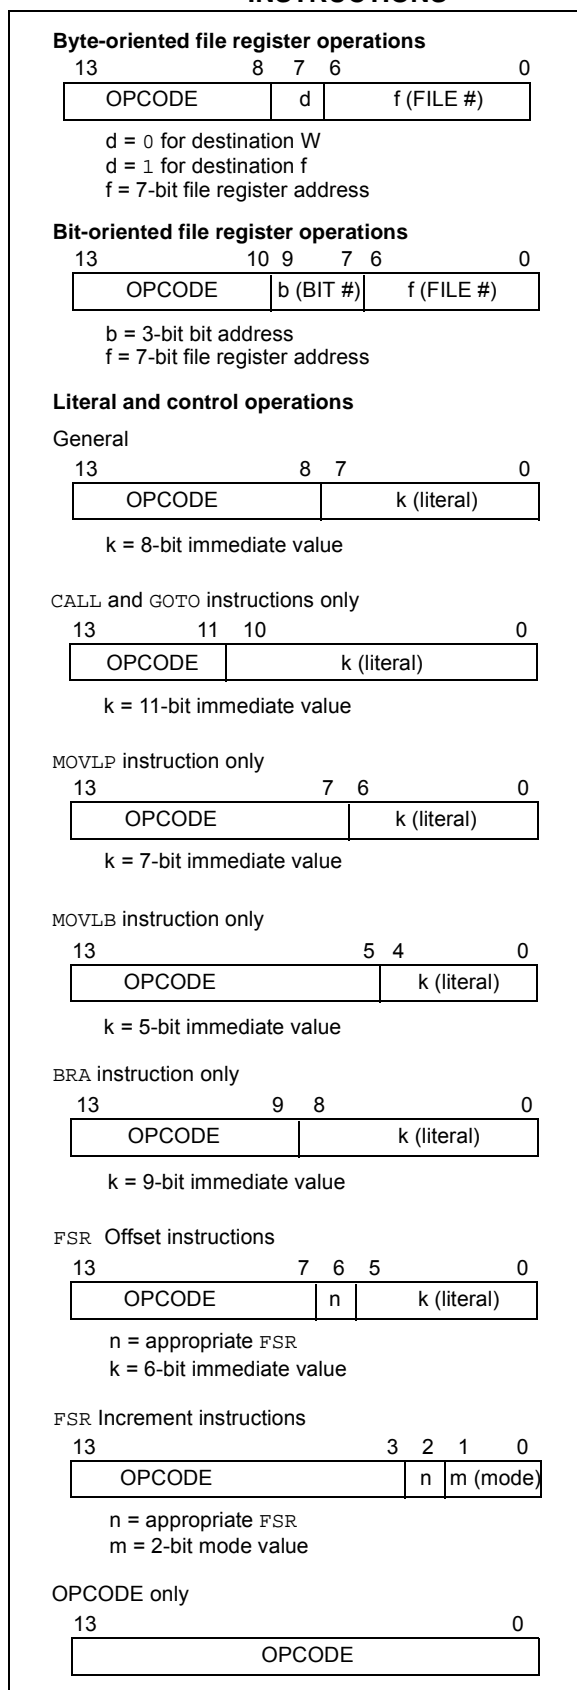 INSTRUCTIONS
Byte-oriented file register operations
13 8 7 6 0
OPCODE d f (FILE #)
d = 0 for destination W
d = 1 for destination f
f = 7-bit file register address
Bit-oriented file register operations
13 10 9 7 6 0
OPCODE b (BIT #) f (FILE #)
b = 3-bit bit address
f = 7-bit file register address
Literal and control operations
General
13 8 7 0
OPCODE k (literal)
k = 8-bit immediate value
CALL and GOTO instructions only
13 11 10 0
OPCODE k (literal)
k = 11-bit immediate value
MOVLP instruction only
13 7 6 0
OPCODE k (literal)
k = 7-bit immediate value
MOVLB instruction only
13 5 4 0
OPCODE k (literal)
k = 5-bit immediate value
BRA instruction only
13 9 8 0
OPCODE k (literal)
k = 9-bit immediate value
FSR Offset instructions
13 7 6 5 0
OPCODE n k (literal)
n = appropriate FSR
k = 6-bit immediate value
FSR Increment instructions
13 3 2 1 0
OPCODE n m (mode)
n = appropriate FSR
m = 2-bit mode value
OPCODE only
13 0
OPCODE